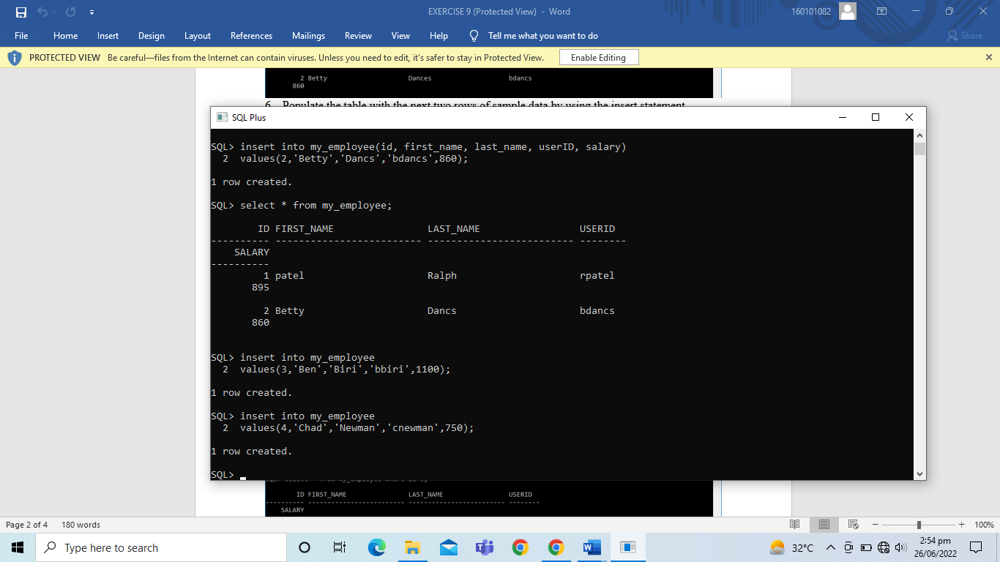 EXERCISE 9 (Protected View) - Word
160101082
File Home Insert Design Layout References Mailings Review View Help Tell me what you want to do Share
PROTECTED VIEW Be careful—files from the Internet can contain viruses. Unless you need to edit, it's safer to stay in Protected View. Enable Editing
2 Betty Dances bdancs
860
6. Populate the table with the next two rows of sample data by using the insert statement
SQL Plus
SQL> insert into my_employee(id, first_name, last_name, userID, salary)
2 values(2,'Betty','Dancs','bdancs',860);
1 row created.
SQL> select * from my_employee;
ID FIRST_NAME LAST_NAME USERID
---------- ------------------------- ------------------------- --------
SALARY
----------
1 patel Ralph rpatel
895
2 Betty Dancs bdancs
860
SQL> insert into my_employee
2 values(3,'Ben','Biri','bbiri',1100);
1 row created.
SQL> insert into my_employee
2 values(4,'Chad','Newman','cnewman',750);
1 row created.
SQL>
ID FIRST_NAME LAST_NAME USERID
---------- ------------------------- ------------------------- --------
SALARY
Page 2 of 4 180 words 100%
Type here to search
32°C
2:54 pm
26/06/2022